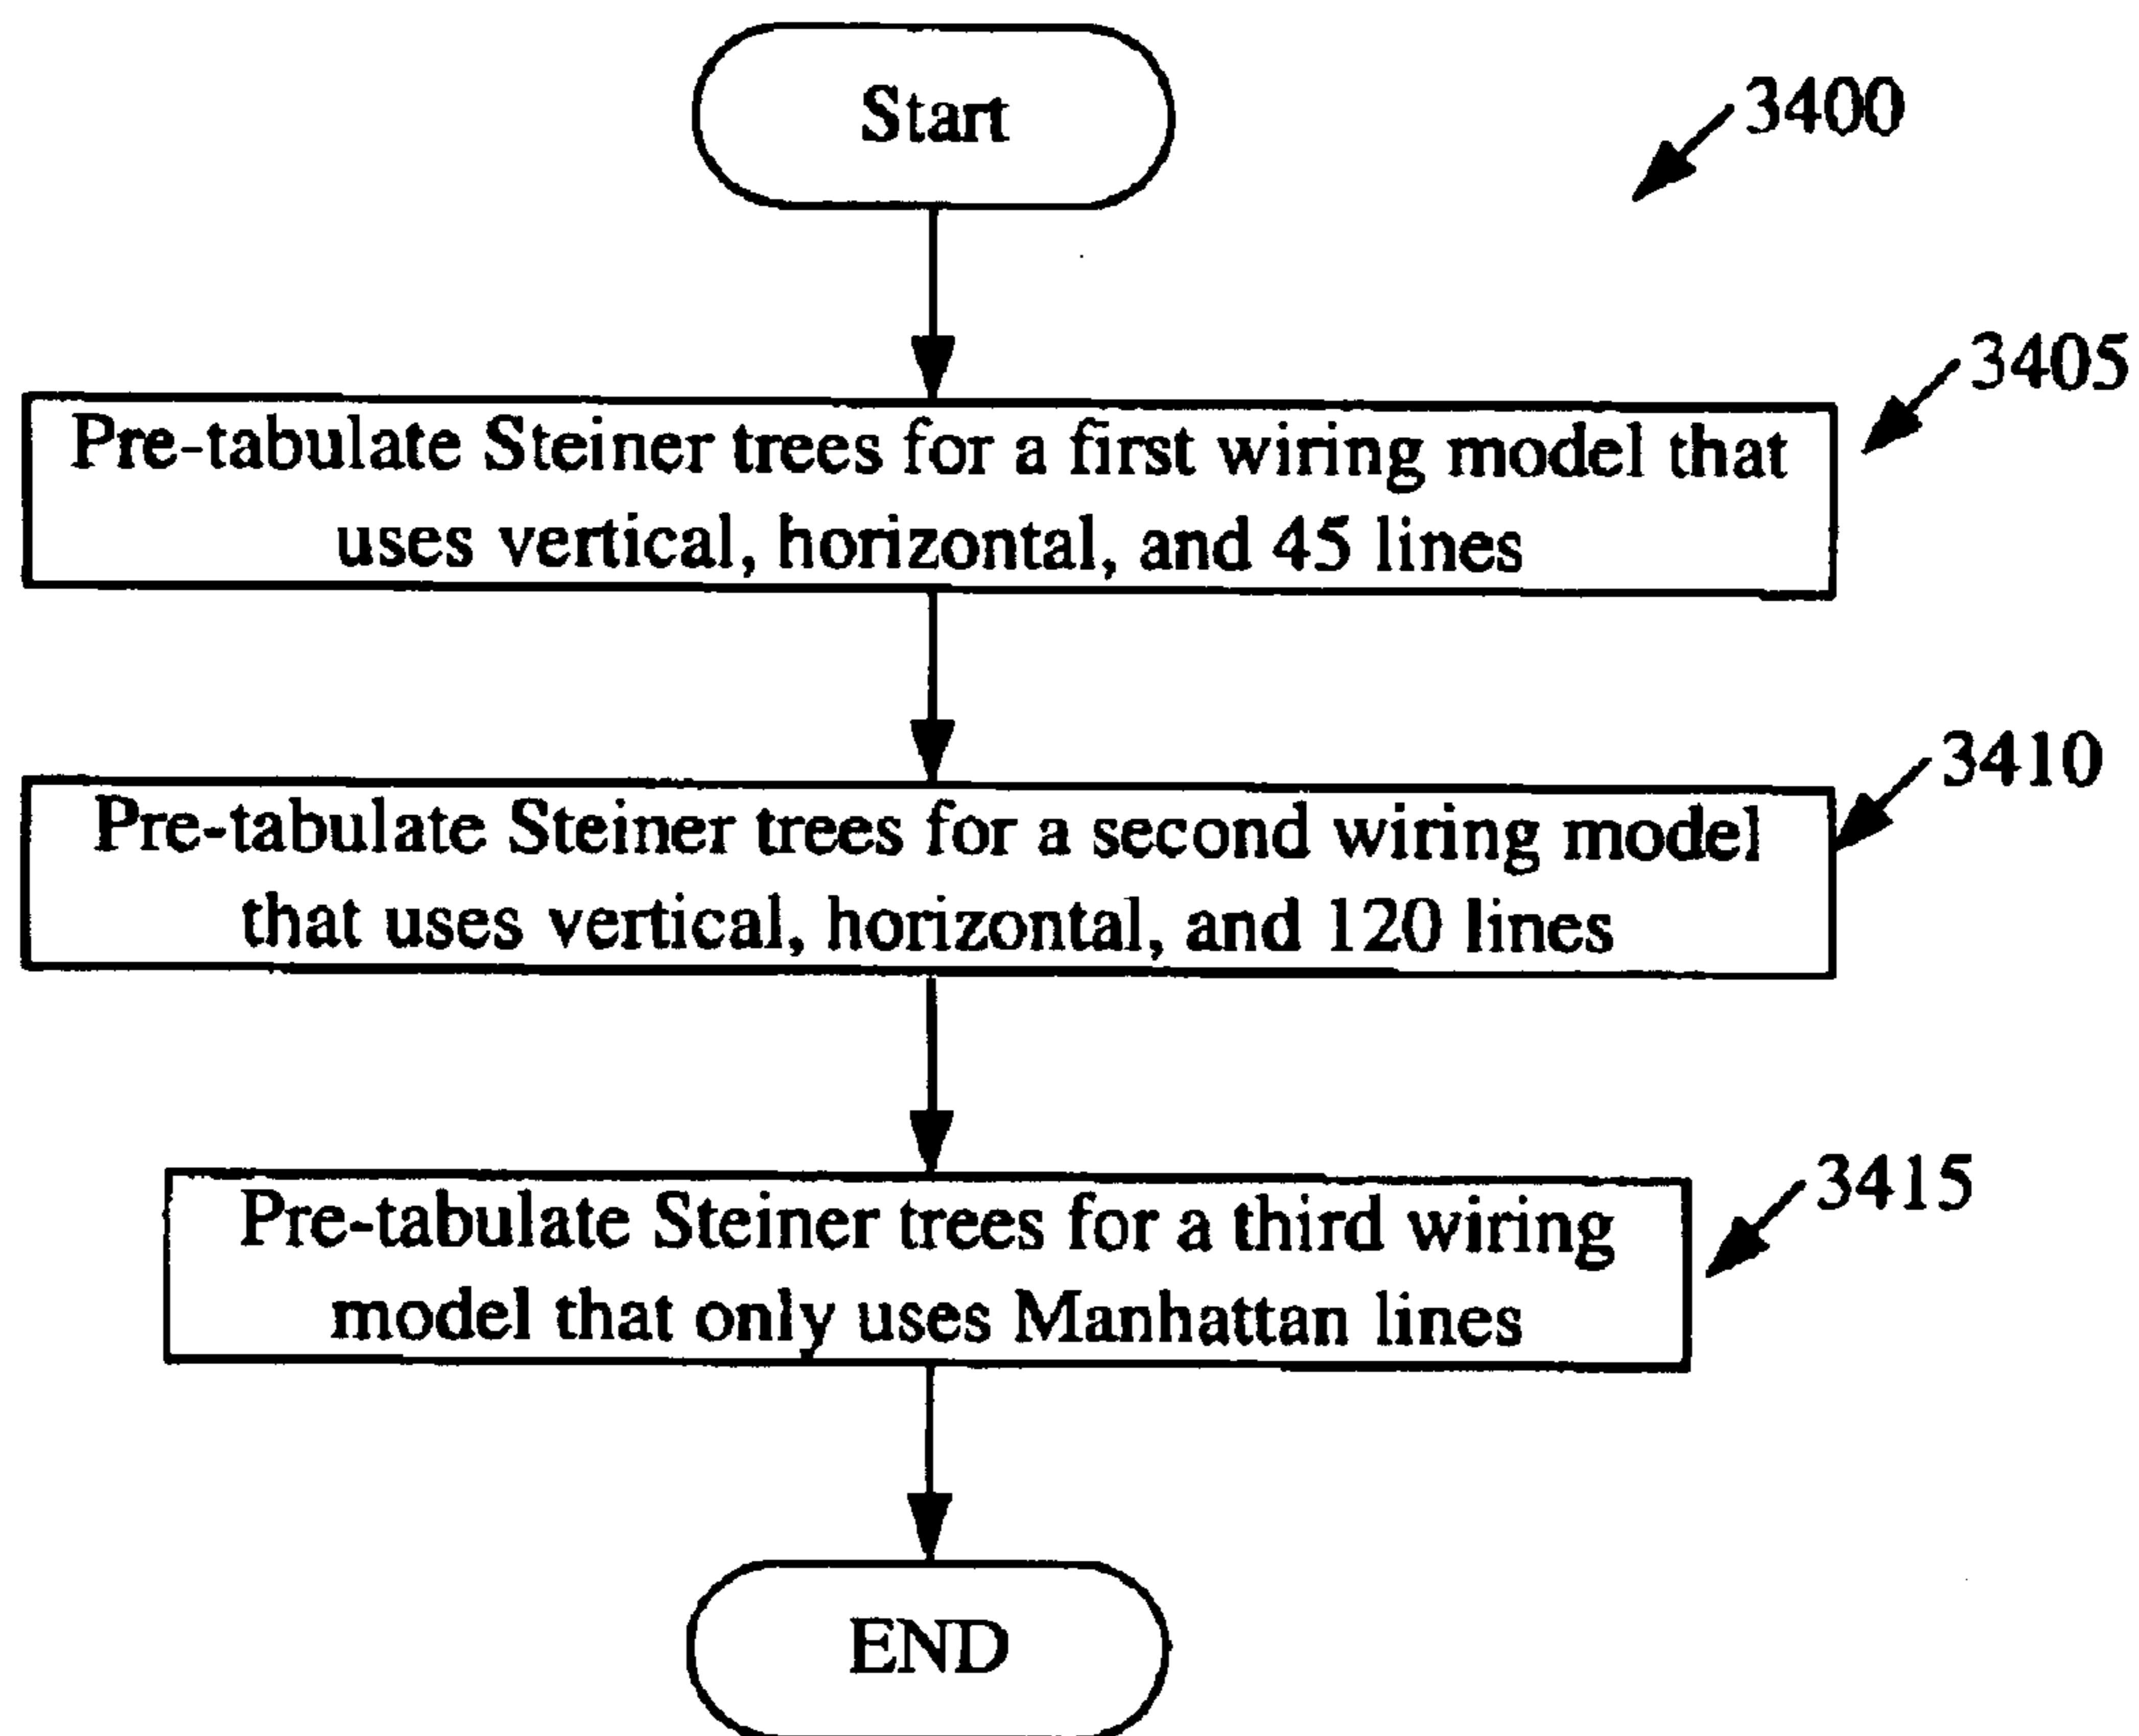 Start
3400
3405
Pre-tabulate Steiner trees for a first wiring model that
uses vertical, horizontal, and 45 lines
3410
Pre-tabulate Steiner trees for a second wiring model
that uses vertical, horizontal, and 120 lines
3415
Pre-tabulate Steiner trees for a third wiring
model that only uses Manhattan lines
END